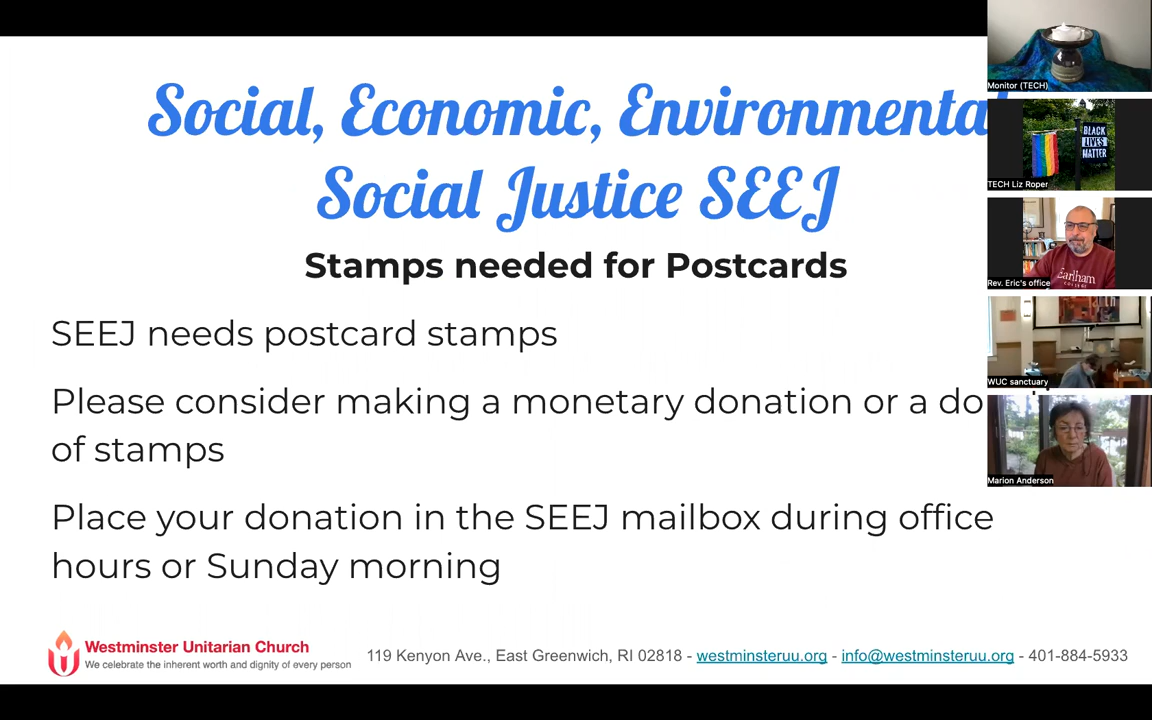 Social, Economic, Environmental
Social Justice SEEJ
Stamps needed for Postcards
SEEJ needs postcard stamps
Please consider making a monetary donation or a do
of stamps
Place your donation in the SEEJ mailbox during office
hours or Sunday morning
Westminster Unitarian Church
We celebrate the inherent worth and dignity of every person
119 Kenyon Ave., East Greenwich, RI 02818 - westminsteruu.org - info@westminsteruu.org - 401-884-5933
Monitor (TECH)
BLACK
LIVES
MATTER
TECH Liz Roper
Earlham
COLLEGE
Rev. Eric's office
WUC sanctuary
Marion Anderson